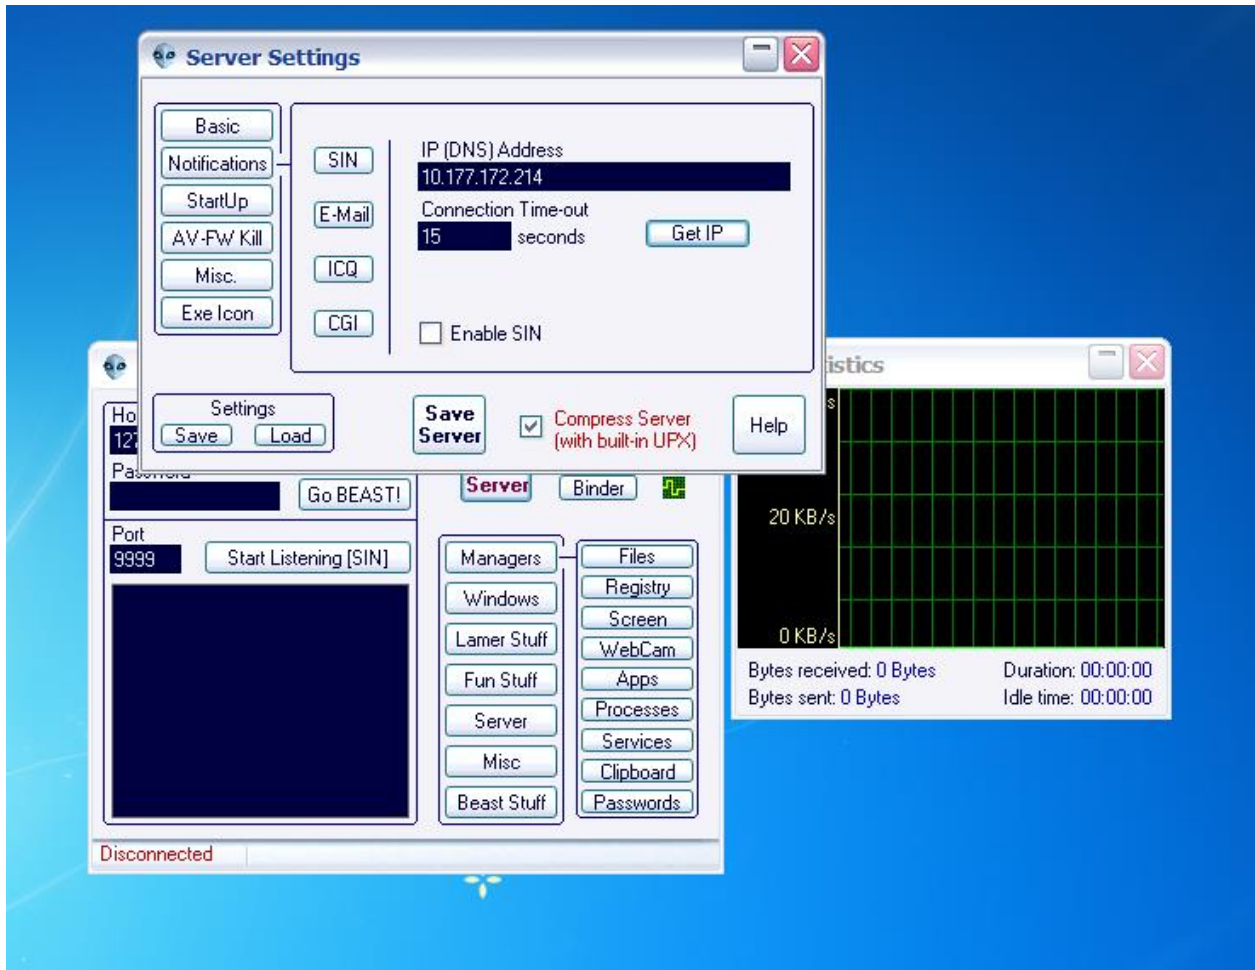 Server Settings
Basic
Notifications
StartUp
AV-FW Kill
Misc.
Exe Icon
SIN
E-Mail
ICQ
CGI
IP (DNS) Address
10.177.172.214
Connection Time-out
15 seconds Get IP
Enable SIN
Settings
Save Load
Save Server
Compress Server
(with built-in UPX)
Help
Go BEAST!
Port
9999 Start Listening [SIN]
Server Binder
Managers
Windows
Lamer Stuff
Fun Stuff
Server
Misc
Beast Stuff
Files
Registry
Screen
WebCam
Apps
Processes
Services
Clipboard
Passwords
Disconnected
20 KB/s
0 KB/s
Bytes received: 0 Bytes Duration: 00:00:00
Bytes sent: 0 Bytes Idle time: 00:00:00